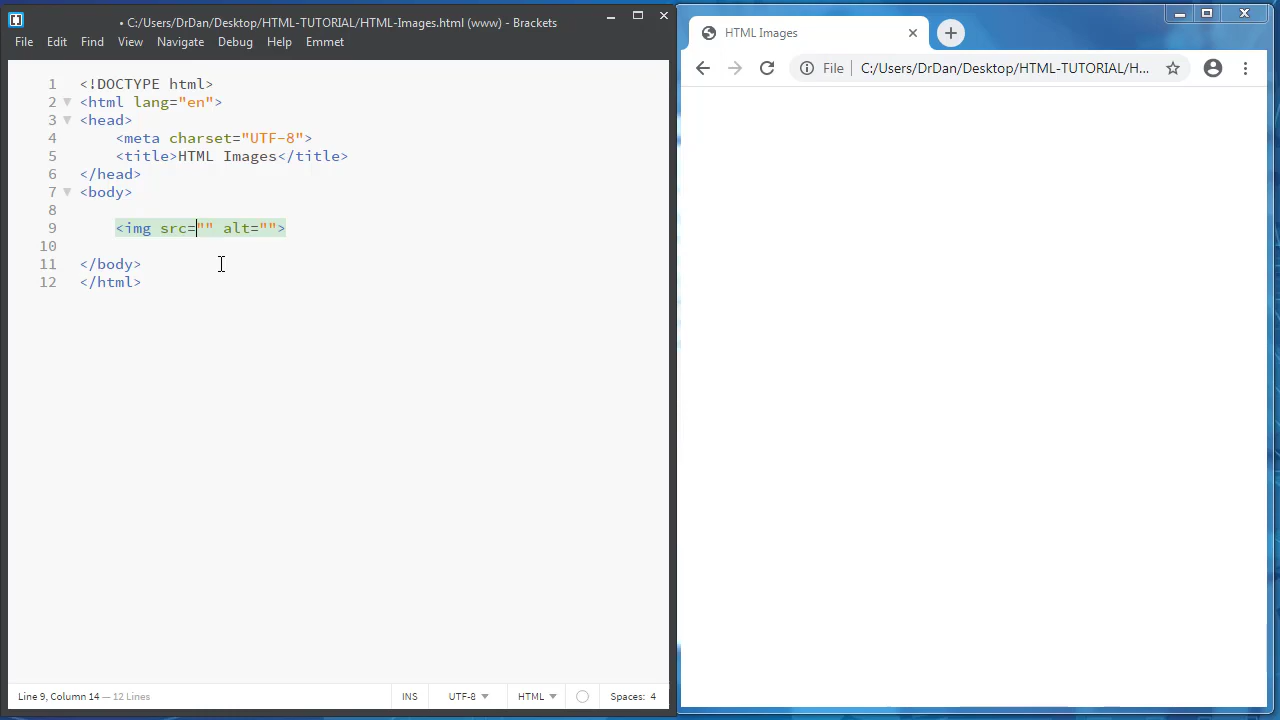 • C:/Users/DrDan/Desktop/HTML-TUTORIAL/HTML-Images.html (www) - Brackets
File Edit Find View Navigate Debug Help Emmet
1 <!DOCTYPE html>
2 <html lang="en">
3 <head>
4 <meta charset="UTF-8">
5 <title>HTML Images</title>
6 </head>
7 <body>
8
9 <img src="" alt="">
10
11 </body>
12 </html>
Line 9, Column 14 — 12 Lines
INS UTF-8 HTML Spaces: 4
HTML Images
File C:/Users/DrDan/Desktop/HTML-TUTORIAL/H...